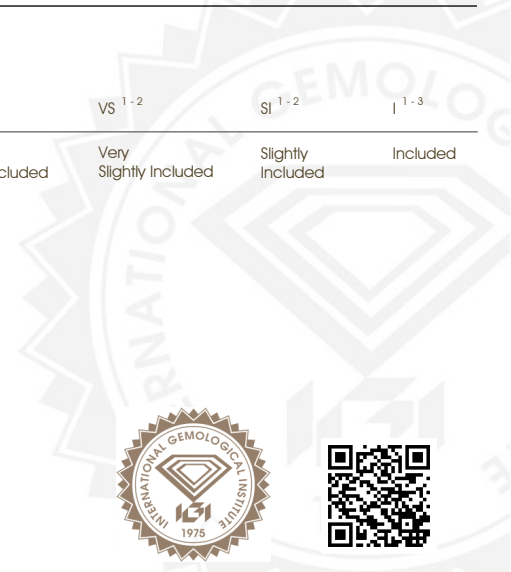 VS 1 - 2
SI 1 - 2
I 1 - 3
cluded
Very
Slightly Included
Slightly
Included
Included
INTERNATIONAL GEMOLOGICAL INSTITUTE
IGI
1975